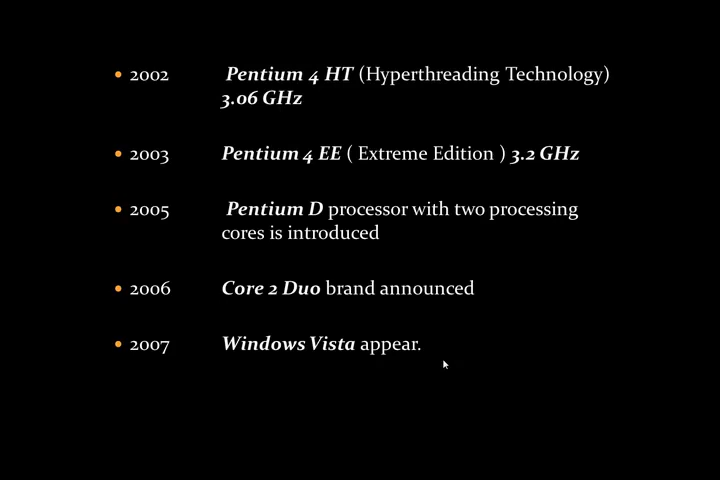 • 2002 Pentium 4 HT (Hyperthreading Technology)
3.06 GHz
• 2003 Pentium 4 EE ( Extreme Edition ) 3.2 GHz
• 2005 Pentium D processor with two processing
cores is introduced
• 2006 Core 2 Duo brand announced
• 2007 Windows Vista appear.